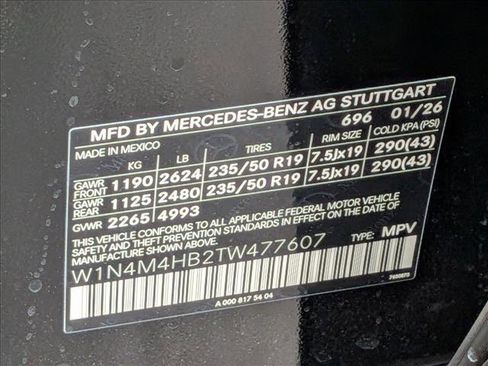 MFD BY MERCEDES-BENZ AG STUTTGART
MADE IN MEXICO 696 01/26
KG LB TIRES RIM SIZE COLD KPA(PSI)
GAWR FRONT 1190 2624 235/50 R19 7.5Jx19 290(43)
GAWR REAR 1125 2480 235/50 R19 7.5Jx19 290(43)
GVWR 2265 4993
THIS VEHICLE CONFORMS TO ALL APPLICABLE FEDERAL MOTOR VEHICLE
SAFETY, BUMPER, AND THEFT PREVENTION STANDARDS IN EFFECT ON THE DATE OF
MANUFACTURE SHOWN ABOVE.
W1N4M4HB2TW477607 TYPE: MPV
A 000 817 54 04